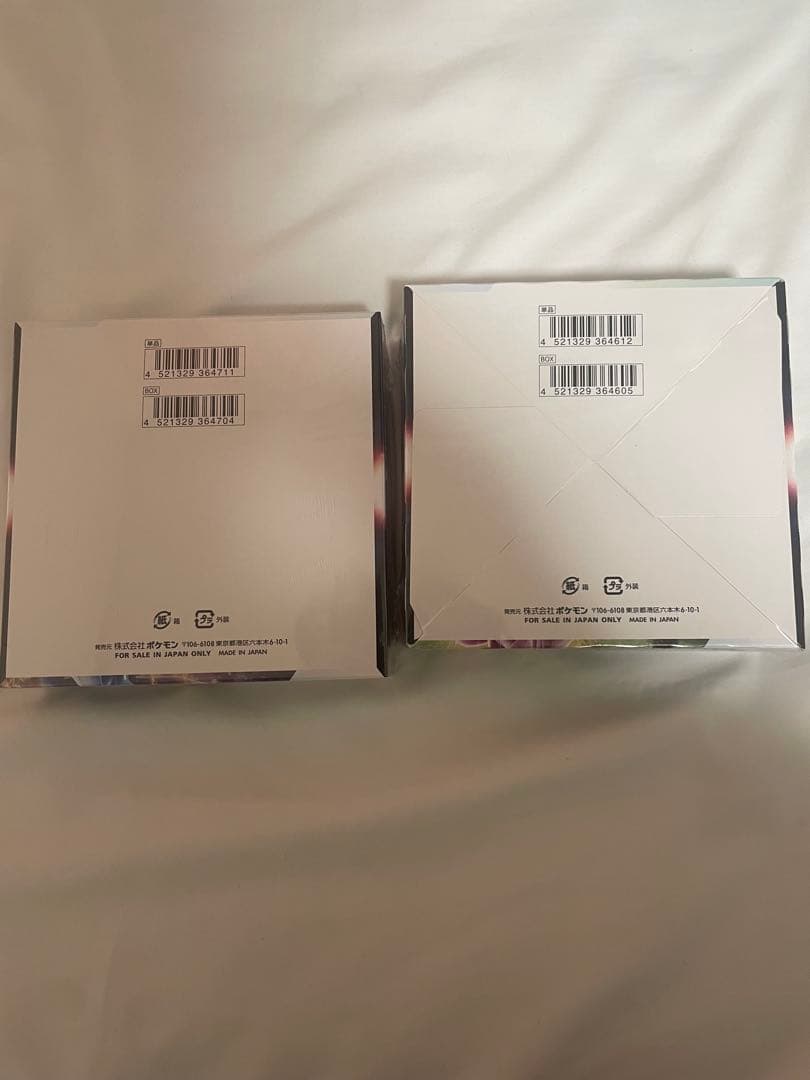 単品
4 521329 364711
BOX
4 521329 364704
紙 箱 プラ 外装
発売元 株式会社ポケモン 〒106-6108 東京都港区六本木6-10-1
FOR SALE IN JAPAN ONLY MADE IN JAPAN
単品
4 521329 364612
BOX
4 521329 364605
紙 箱 プラ 外装
発売元 株式会社ポケモン 〒106-6108 東京都港区六本木6-10-1
FOR SALE IN JAPAN ONLY MADE IN JAPAN